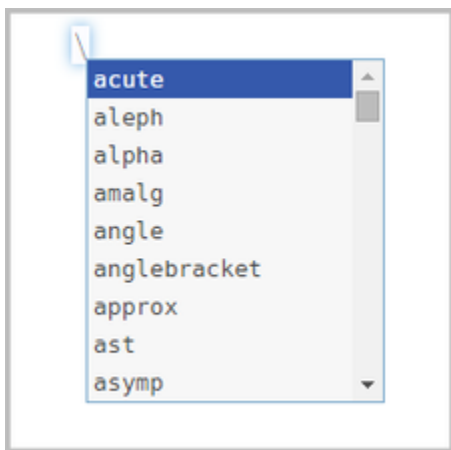 \
acute
aleph
alpha
amalg
angle
anglebracket
approx
ast
asymp